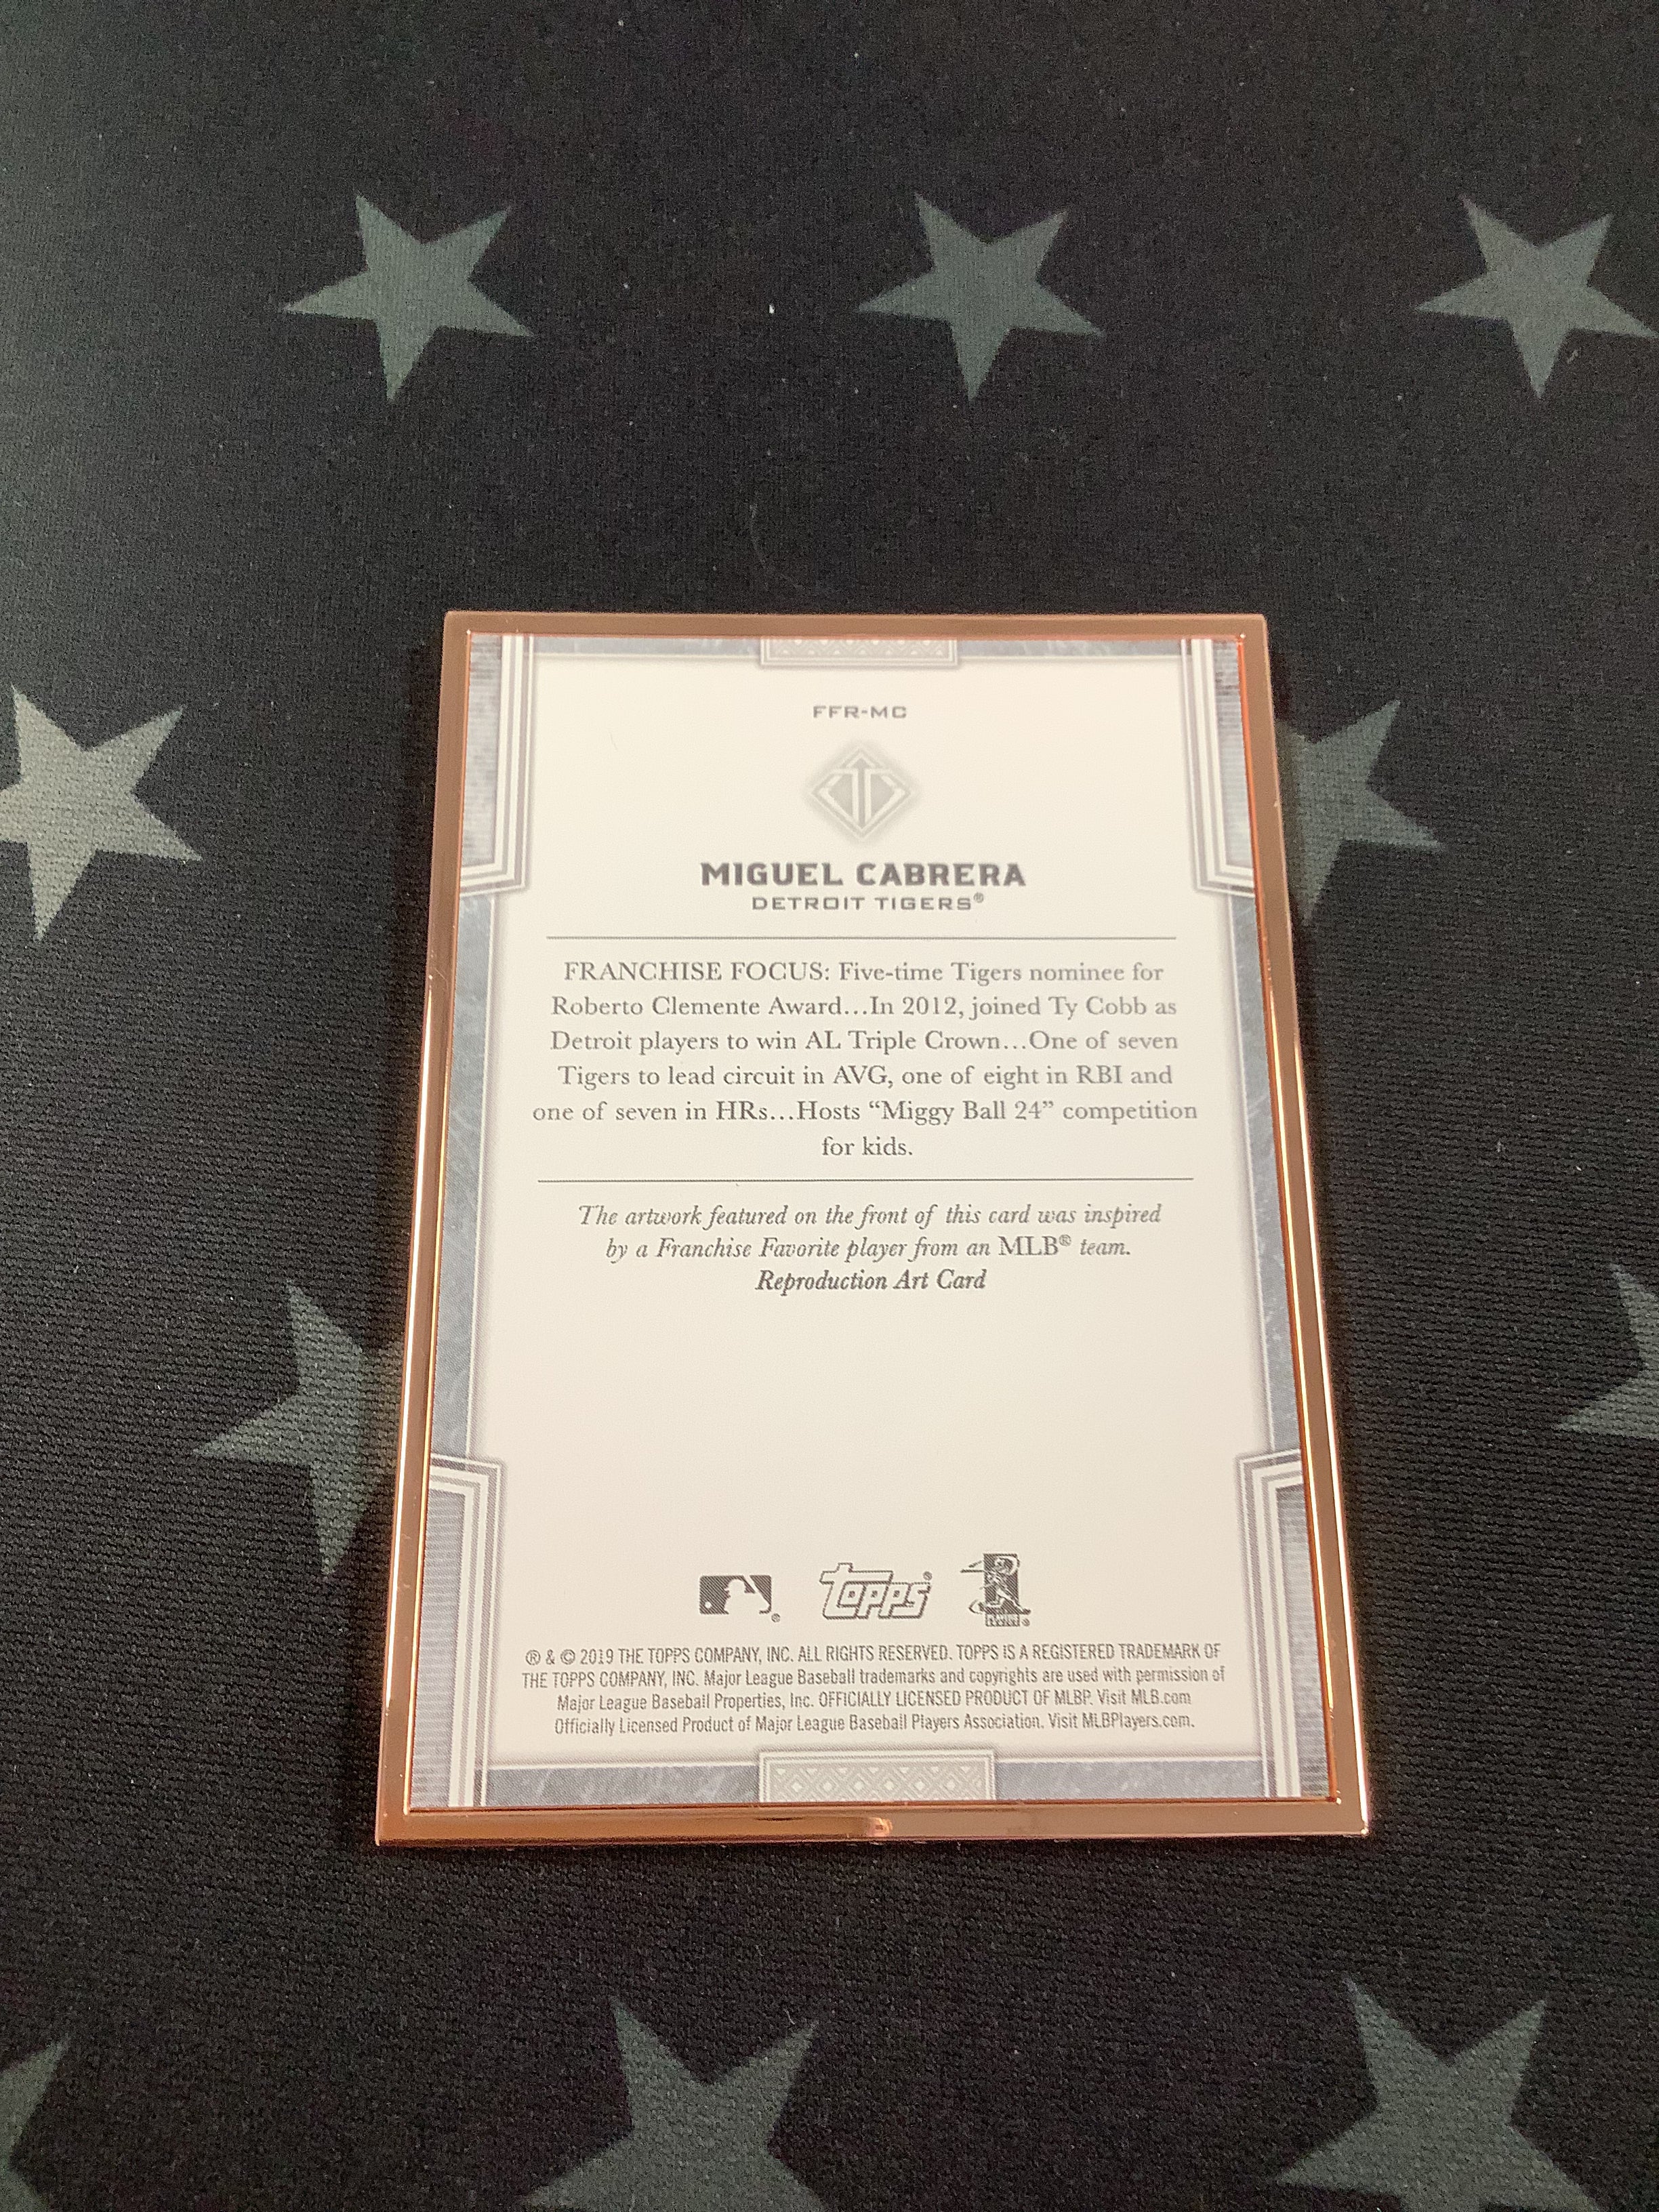 FFR-MC
MIGUEL CABRERA
DETROIT TIGERS®
FRANCHISE FOCUS: Five-time Tigers nominee for
Roberto Clemente Award...In 2012, joined Ty Cobb as
Detroit players to win AL Triple Crown...One of seven
Tigers to lead circuit in AVG, one of eight in RBI and
one of seven in HRs...Hosts “Miggy Ball 24” competition
for kids.
The artwork featured on the front of this card was inspired
by a Franchise Favorite player from an MLB® team.
Reproduction Art Card
Topps®
® & © 2019 THE TOPPS COMPANY, INC. ALL RIGHTS RESERVED. TOPPS IS A REGISTERED TRADEMARK OF
THE TOPPS COMPANY, INC. Major League Baseball trademarks and copyrights are used with permission of
Major League Baseball Properties, Inc. OFFICIALLY LICENSED PRODUCT OF MLBP. Visit MLB.com
Officially Licensed Product of Major League Baseball Players Association. Visit MLBPlayers.com.